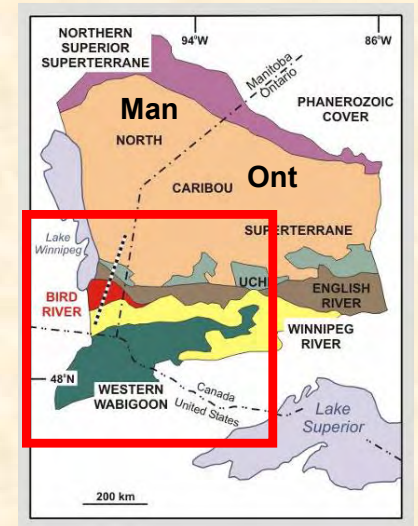 NORTHERN
SUPERIOR
SUPERTERRANE
94°W
86°W
Manitoba
Ontario
PHANEROZOIC
COVER
Man
NORTH
Ont
CARIBOU
SUPERTERRANE
Lake
Winnipeg
UCHI
ENGLISH
RIVER
BIRD
RIVER
WINNIPEG
RIVER
48°N
WESTERN
WABIGOON
Canada
United States
Lake
Superior
200 km